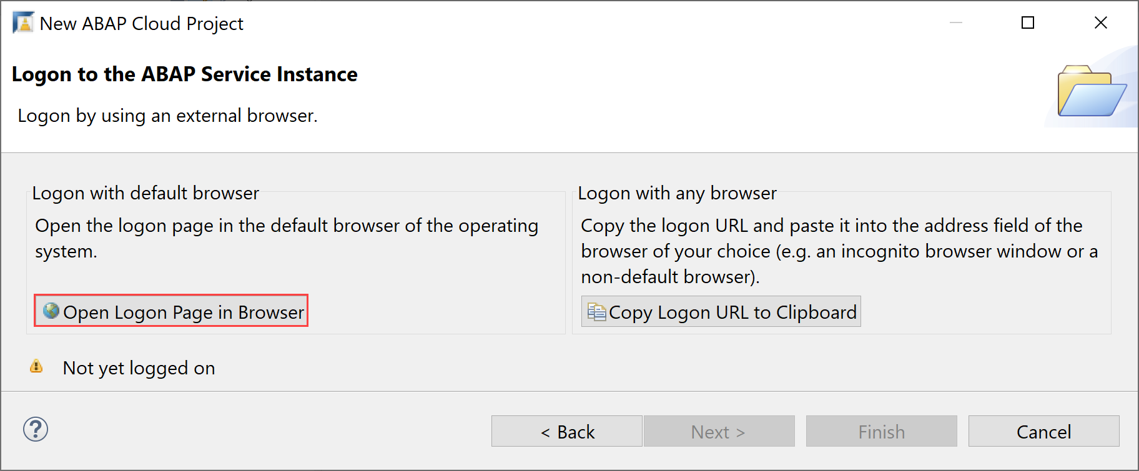 New ABAP Cloud Project
Logon to the ABAP Service Instance
Logon by using an external browser.
Logon with default browser
Open the logon page in the default browser of the operating
system.
Open Logon Page in Browser
Logon with any browser
Copy the logon URL and paste it into the address field of the
browser of your choice (e.g. an incognito browser window or a
non-default browser).
Copy Logon URL to Clipboard
Not yet logged on
?
< Back
Next >
Finish
Cancel